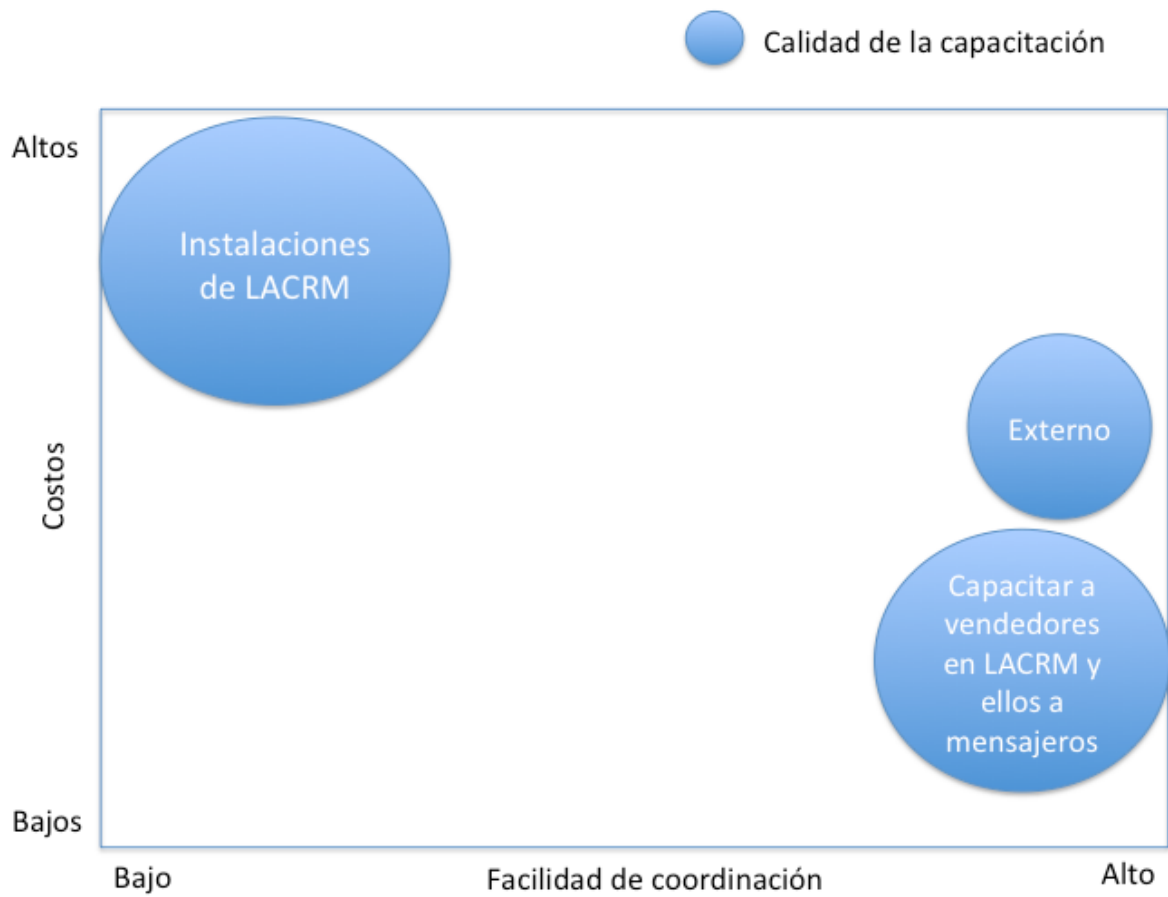 Calidad de la capacitación
Altos
Instalaciones
de LACRM
Externo
Costos
Capacitar a
vendedores
en LACRM y
ellos a
mensajeros
Bajos
Bajo
Facilidad de coordinación
Alto